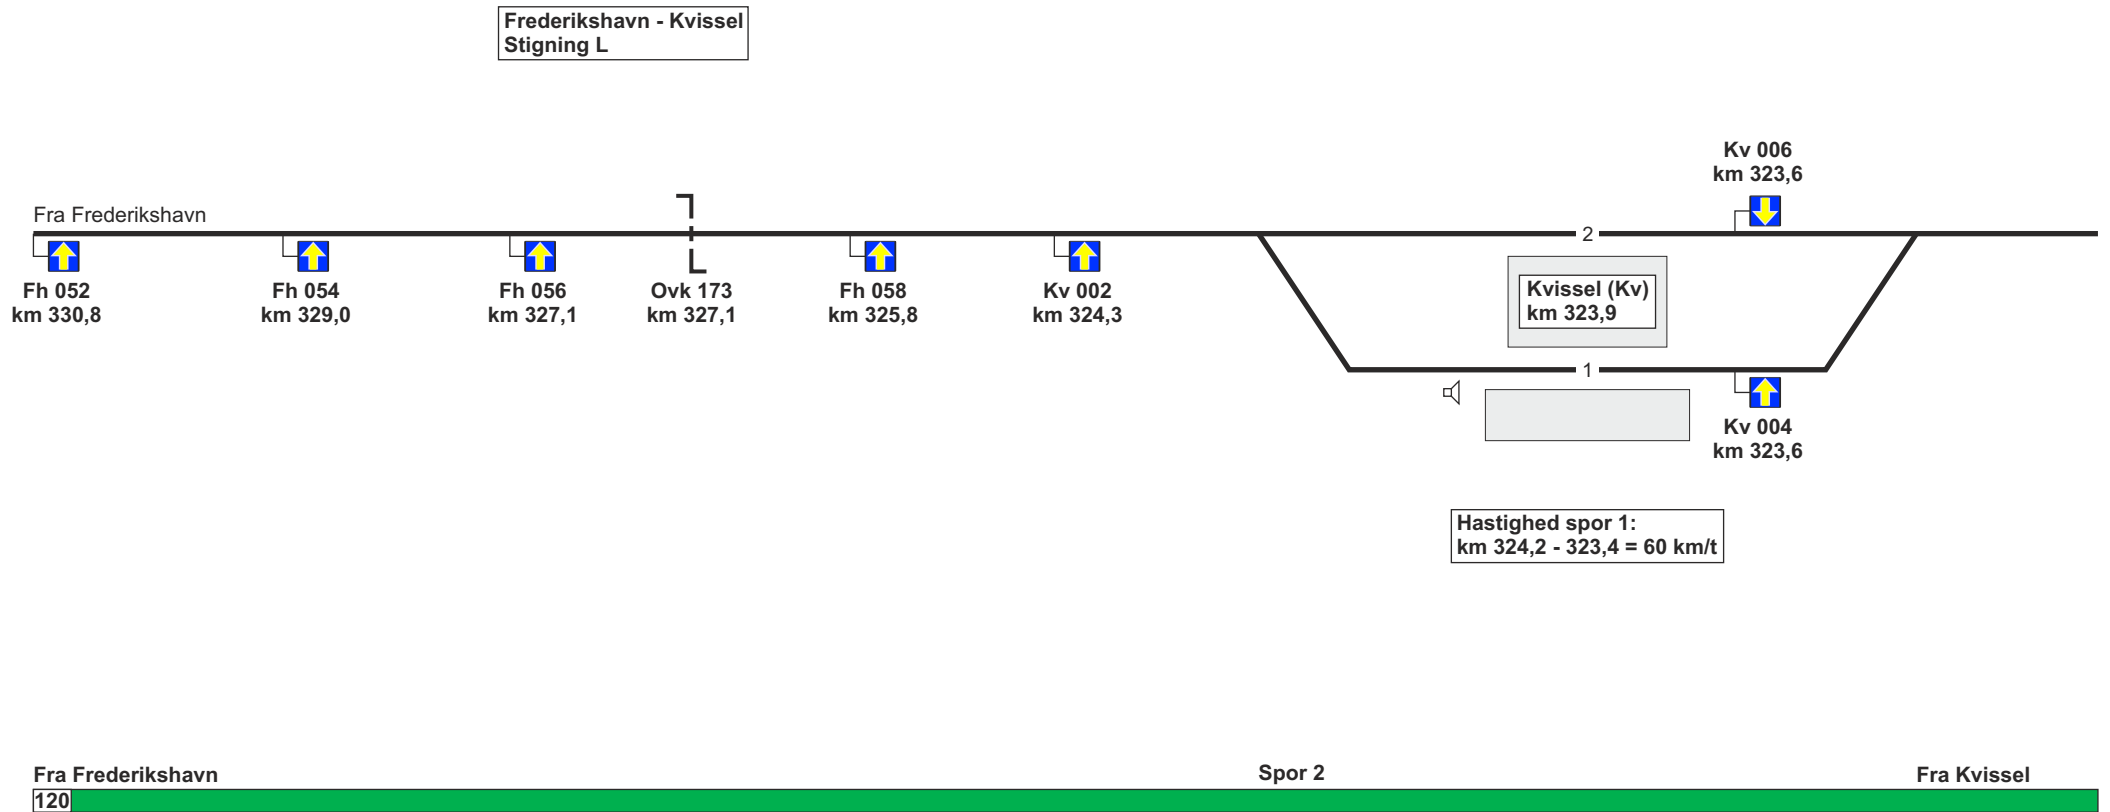 Frederikshavn - Kvissel
Stigning L
Kv 006
km 323,6
Fra Frederikshavn
2
Fh 052
km 330,8
Fh 054
km 329,0
Fh 056
km 327,1
Ovk 173
km 327,1
Fh 058
km 325,8
Kv 002
km 324,3
Kvissel (Kv)
km 323,9
1
Kv 004
km 323,6
Hastighed spor 1:
km 324,2 - 323,4 = 60 km/t
Fra Frederikshavn
Spor 2
Fra Kvissel
120